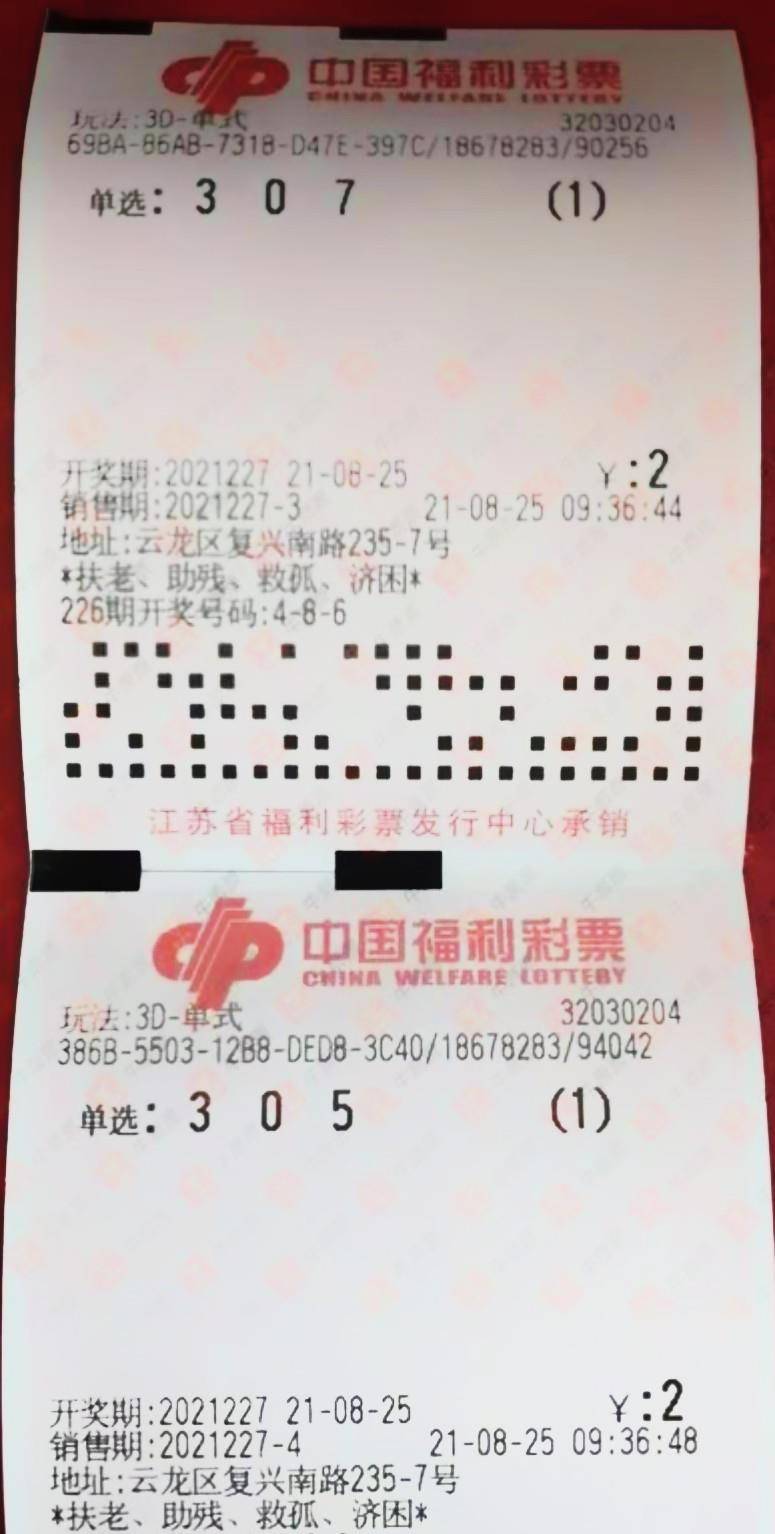 中国福利彩票
CHINA WELFARE LOTTERY
玩法:3D-单式 32030204
69BA-86AB-7318-D47E-397C/18678283/90256
单选: 3 0 7 (1)
开奖期:2021227 21-08-25 ¥:2
销售期:2021227-3 21-08-25 09:36:44
地址:云龙区复兴南路235-7号
*扶老、助残、救孤、济困*
226期开奖号码:4-8-6
江苏省福利彩票发行中心承销
中国福利彩票
CHINA WELFARE LOTTERY
玩法:3D-单式 32030204
386B-5503-12B8-DED8-3C40/18678283/94042
单选: 3 0 5 (1)
开奖期:2021227 21-08-25 ¥:2
销售期:2021227-4 21-08-25 09:36:48
地址:云龙区复兴南路235-7号
*扶老、助残、救孤、济困*